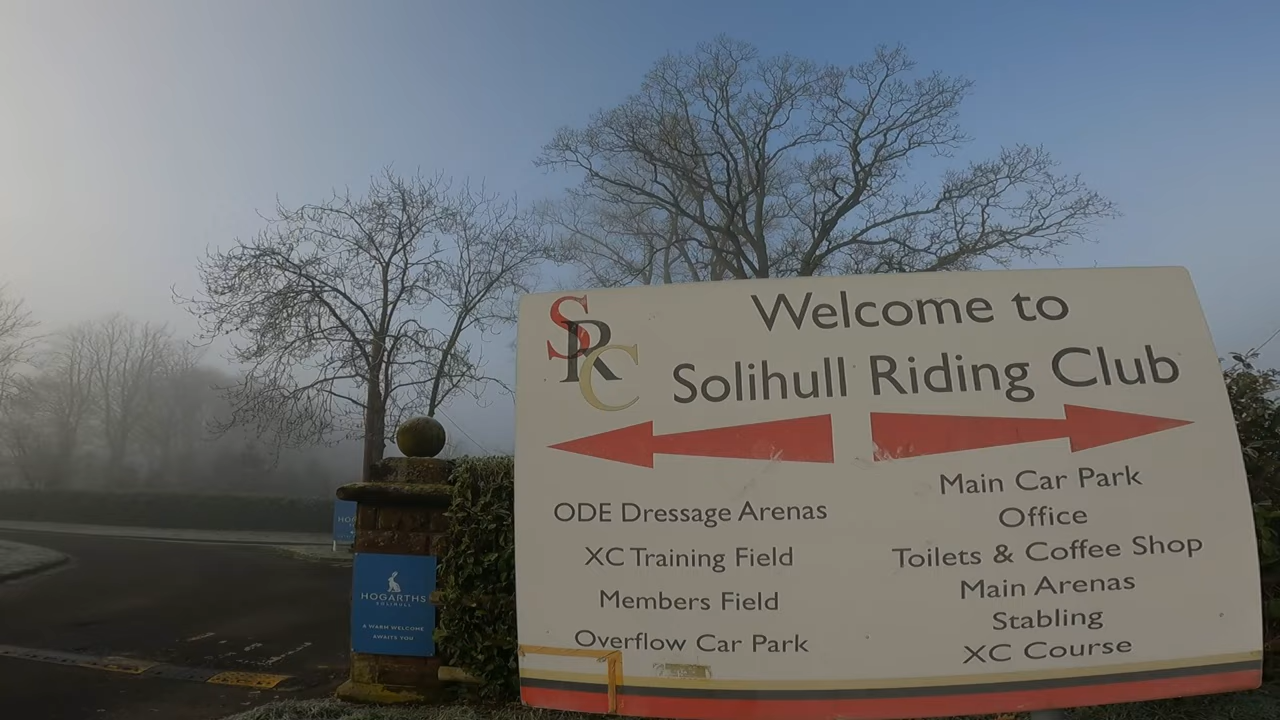 SRC
Welcome to
Solihull Riding Club
ODE Dressage Arenas
XC Training Field
Members Field
Overflow Car Park
Main Car Park
Office
Toilets & Coffee Shop
Main Arenas
Stabling
XC Course
HOGARTHS
SOLIHULL
A WARM WELCOME
AWAITS YOU